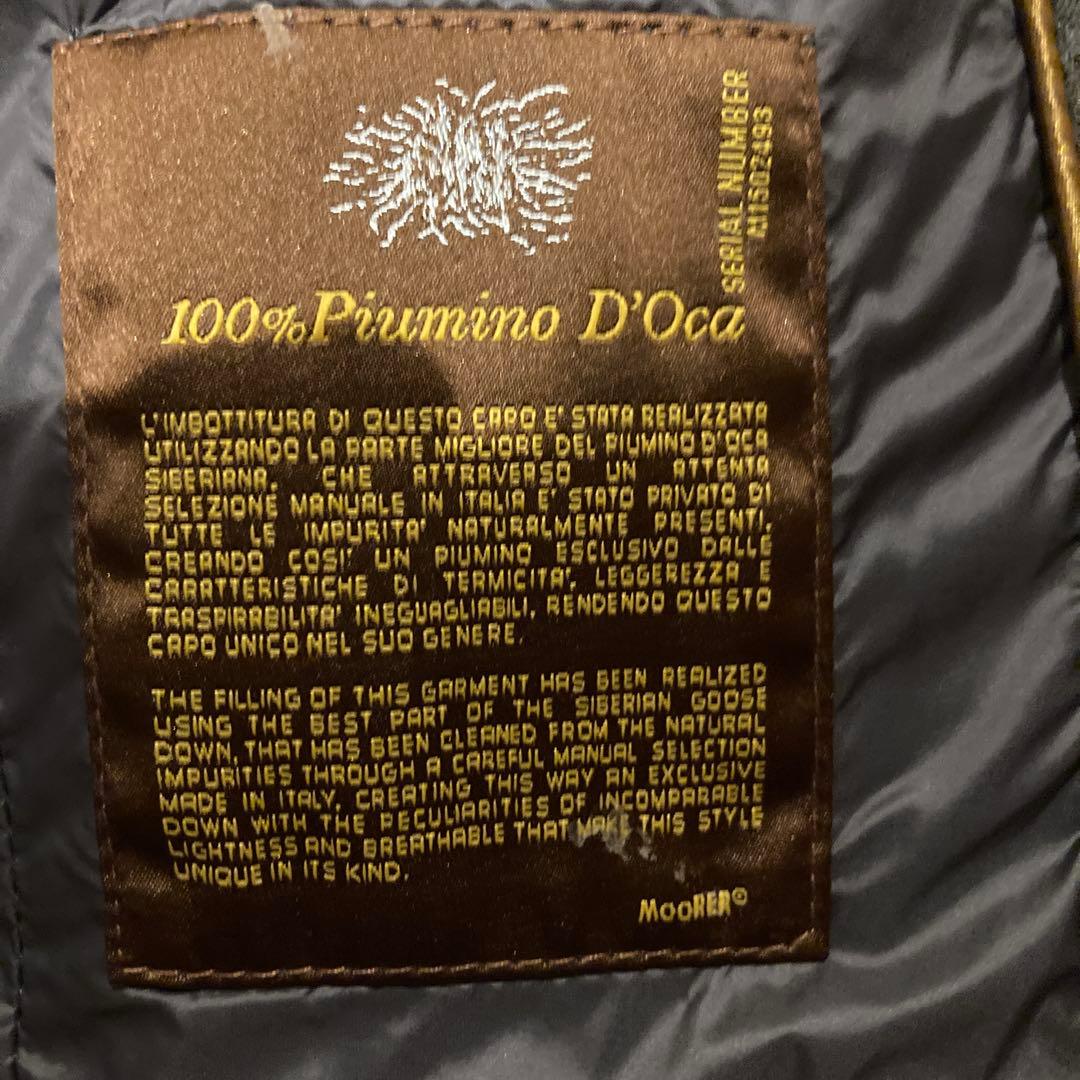 SERIAL NUMBER
M1502493
100% Piumino D'Oca
L'IMBOTTITURA DI QUESTO CAPO E' STATA REALIZZATA
UTILIZZANDO LA PARTE MIGLIORE DEL PIUMINO D'OCA
SIBERIANA, CHE ATTRAVERSO UN ATTENTA
SELEZIONE MANUALE IN ITALIA E' STATO PRIVATO DI
TUTTE LE IMPURITA' NATURALMENTE PRESENTI,
CREANDO COSI' UN PIUMINO ESCLUSIVO DALLE
CARATTERISTICHE DI TERMICITA', LEGGEREZZA E
TRASPIRABILITA' INEGUAGLIABILI, RENDENDO QUESTO
CAPO UNICO NEL SUO GENERE.
THE FILLING OF THIS GARMENT HAS BEEN REALIZED
USING THE BEST PART OF THE SIBERIAN GOOSE
DOWN, THAT HAS BEEN CLEANED FROM THE NATURAL
IMPURITIES THROUGH A CAREFUL MANUAL SELECTION
MADE IN ITALY, CREATING THIS WAY AN EXCLUSIVE
DOWN WITH THE PECULIARITIES OF INCOMPARABLE
LIGHTNESS AND BREATHABLE THAT MAKE THIS STYLE
UNIQUE IN ITS KIND.
MooRER©